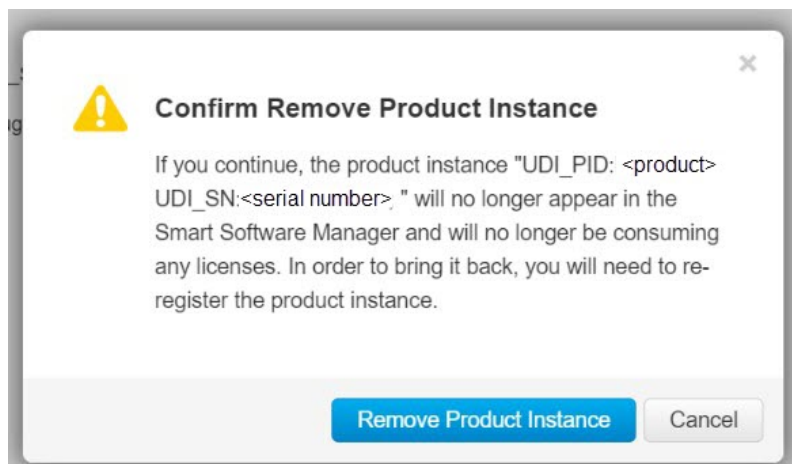 Confirm Remove Product Instance
If you continue, the product instance "UDI_PID: <product>
UDI_SN:<serial number>, " will no longer appear in the
Smart Software Manager and will no longer be consuming
any licenses. In order to bring it back, you will need to re-
register the product instance.
Remove Product Instance
Cancel